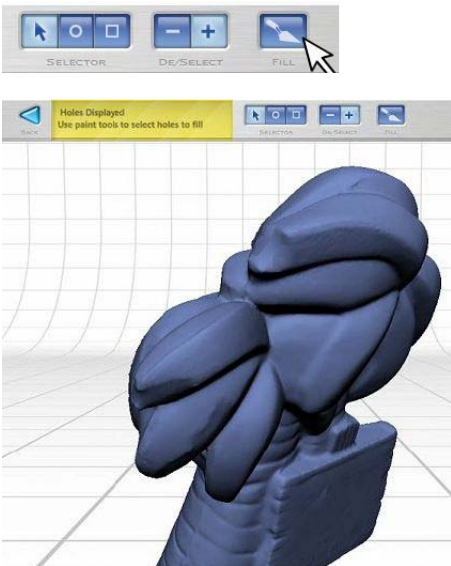 SELECTOR
DE/SELECT
FILL
Holes Displayed
Use paint tools to select holes to fill
BACK
SELECTOR
DE/SELECT
FILL